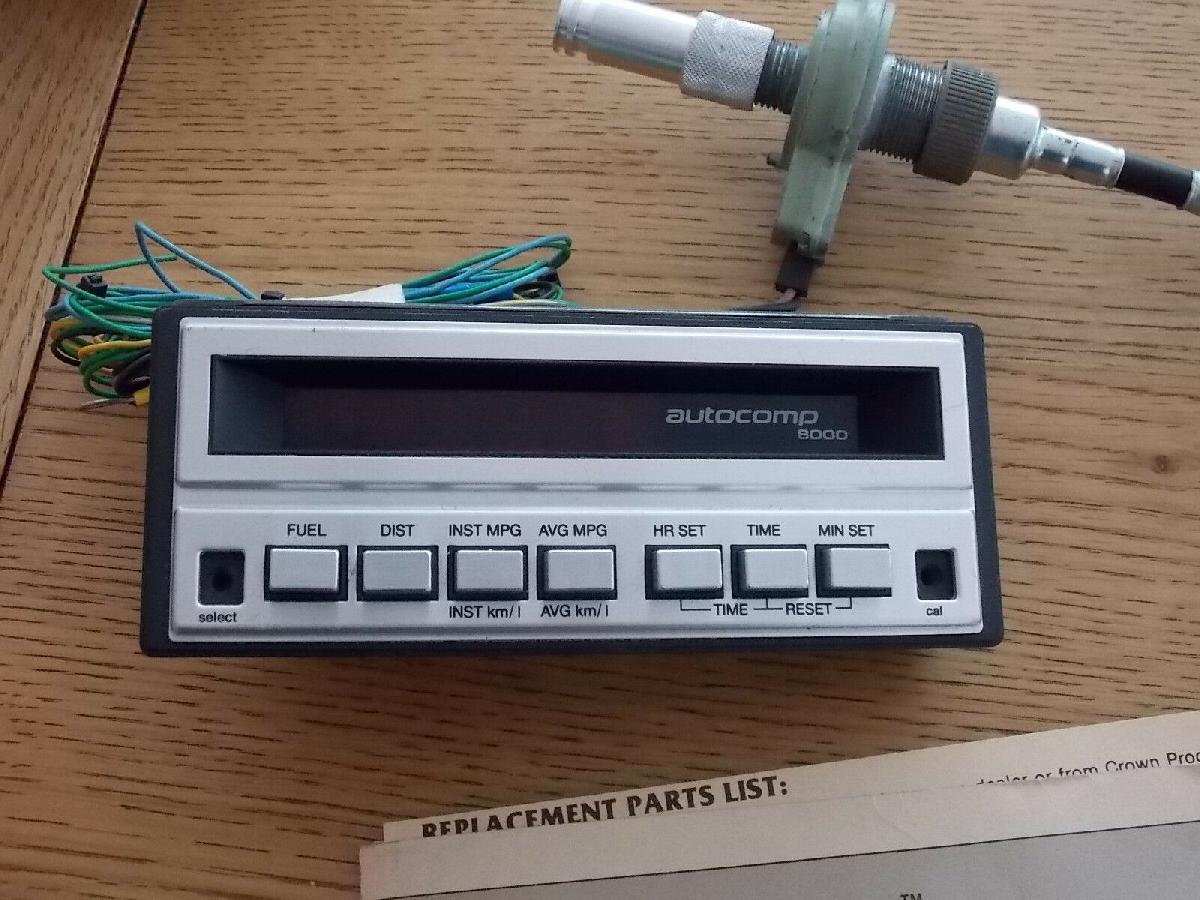 autocomp
8000
FUEL DIST INST MPG AVG MPG HR SET TIME MIN SET
select INST km/l AVG km/l TIME RESET cal
REPLACEMENT PARTS LIST:
dealer or from Crown Proc
TM